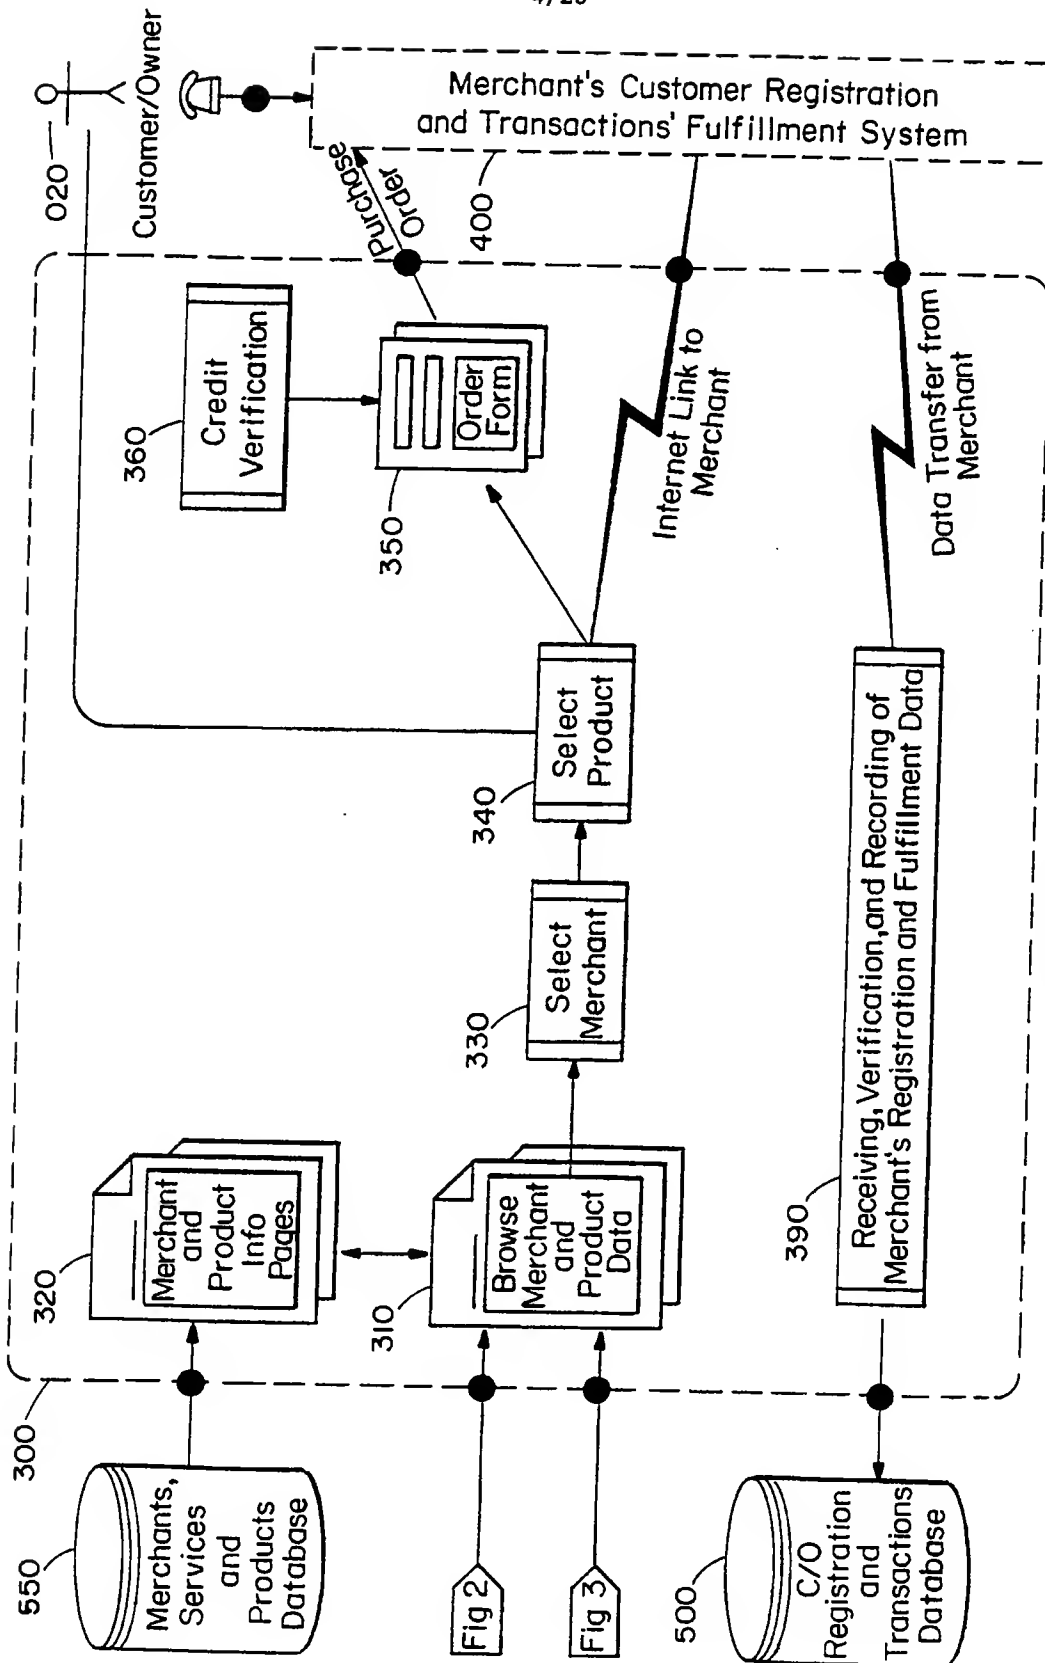 020
Customer/Owner
Merchant's Customer Registration
and Transactions' Fulfillment System
400
Purchase
Order
360
Credit
Verification
350
Order
Form
Internet Link to
Merchant
Data Transfer from
Merchant
340
Select
Product
330
Select
Merchant
320
Merchant
and
Product
Info
Pages
310
Browse
Merchant
and
Product
Data
390
Receiving, Verification, and Recording of
Merchant's Registration and Fulfillment Data
300
550
Merchants,
Services
and
Products
Database
Fig 2
Fig 3
500
C/O
Registration
and
Transactions
Database